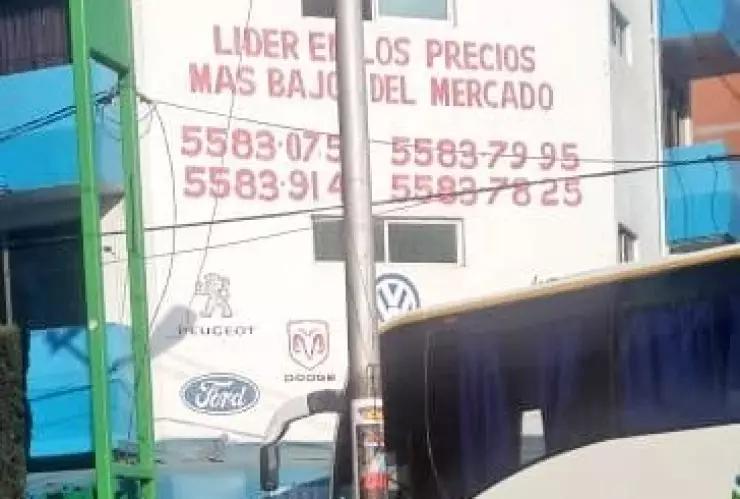 LIDER EN LOS PRECIOS
MAS BAJO DEL MERCADO
5583·075 5583-79 95
5583·914 5583-78 25
PEUGEOT
DODGE
Ford